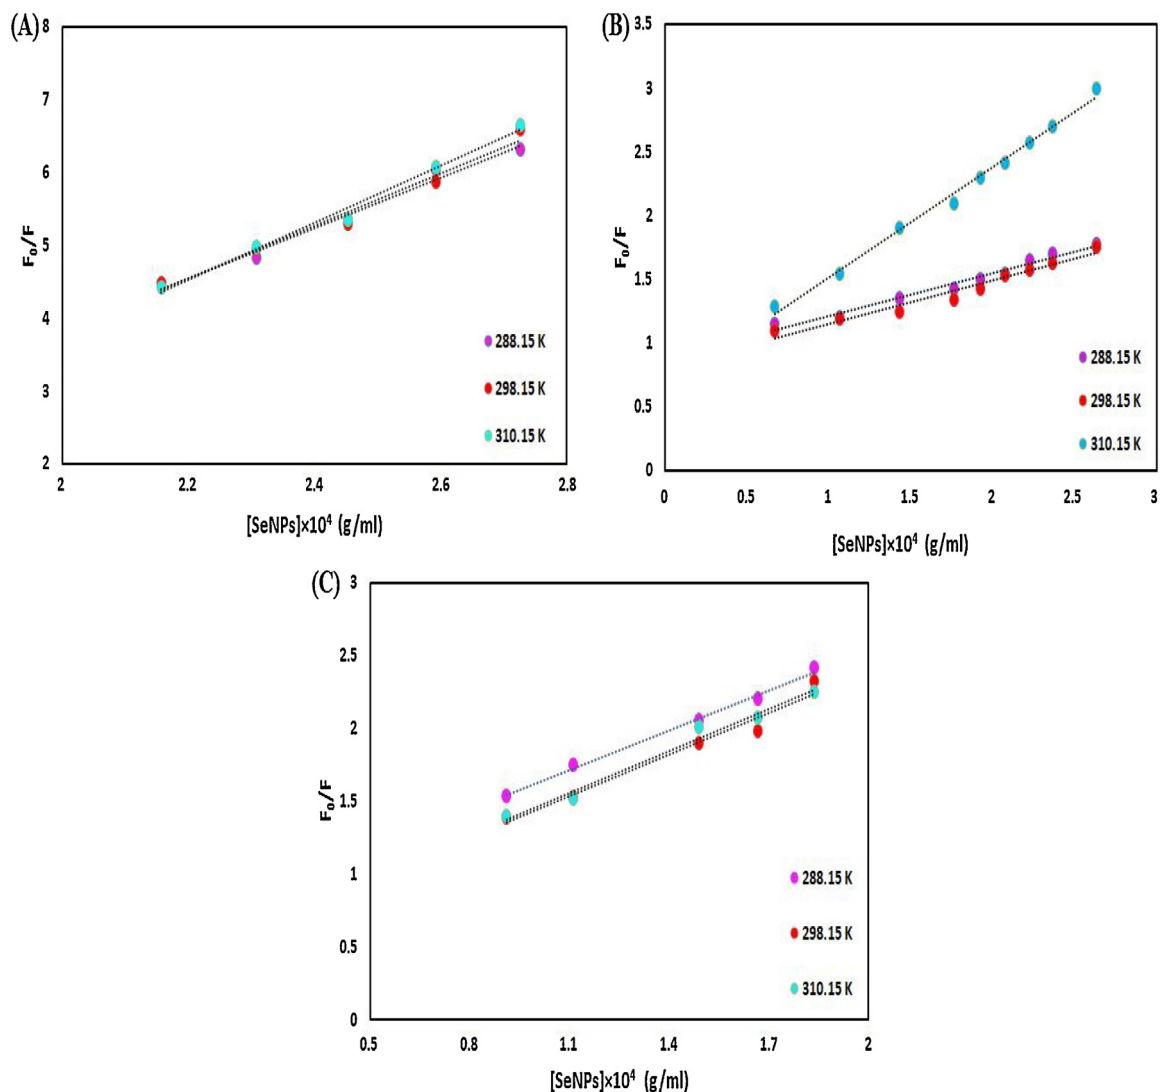 (A)
8
7
6
5
4
3
2
F₀/F
2
2.2
2.4
2.6
2.8
[SeNPs]×10⁴ (g/ml)
288.15 K
298.15 K
310.15 K
(B)
3.5
3
2.5
2
1.5
1
0.5
0
F₀/F
0
0.5
1
1.5
2
2.5
3
[SeNPs]×10⁴ (g/ml)
288.15 K
298.15 K
310.15 K
(C)
3
2.5
2
1.5
1
0.5
0
F₀/F
0.5
0.8
1.1
1.4
1.7
2
[SeNPs]×10⁴ (g/ml)
288.15 K
298.15 K
310.15 K